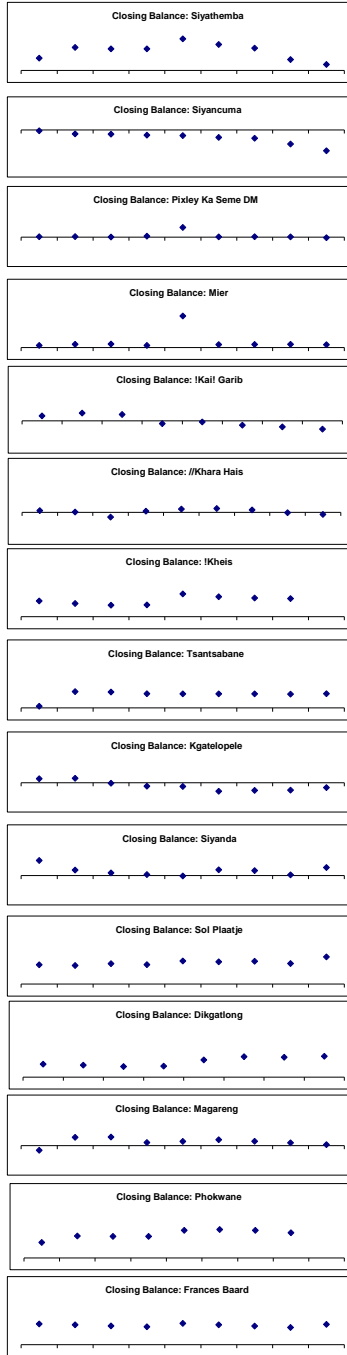 Closing Balance: Siyathemba
Closing Balance: Siyancuma
Closing Balance: Pixley Ka Seme DM
Closing Balance: Mier
Closing Balance: !Kai! Garib
Closing Balance: //Khara Hais
Closing Balance: !Kheis
Closing Balance: Tsantsabane
Closing Balance: Kgatelopele
Closing Balance: Siyanda
Closing Balance: Sol Plaatje
Closing Balance: Dikgatlong
Closing Balance: Magareng
Closing Balance: Phokwane
Closing Balance: Frances Baard